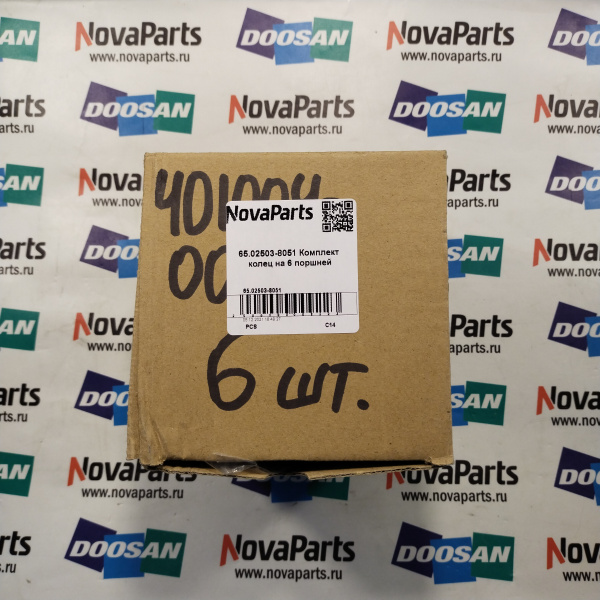 NovaParts
www.novaparts.ru
DOOSAN
401004
00
NovaParts
65.02503-8051 Комплект
колец на 6 поршней
65.02503-8051
PCS C14
6 шт.